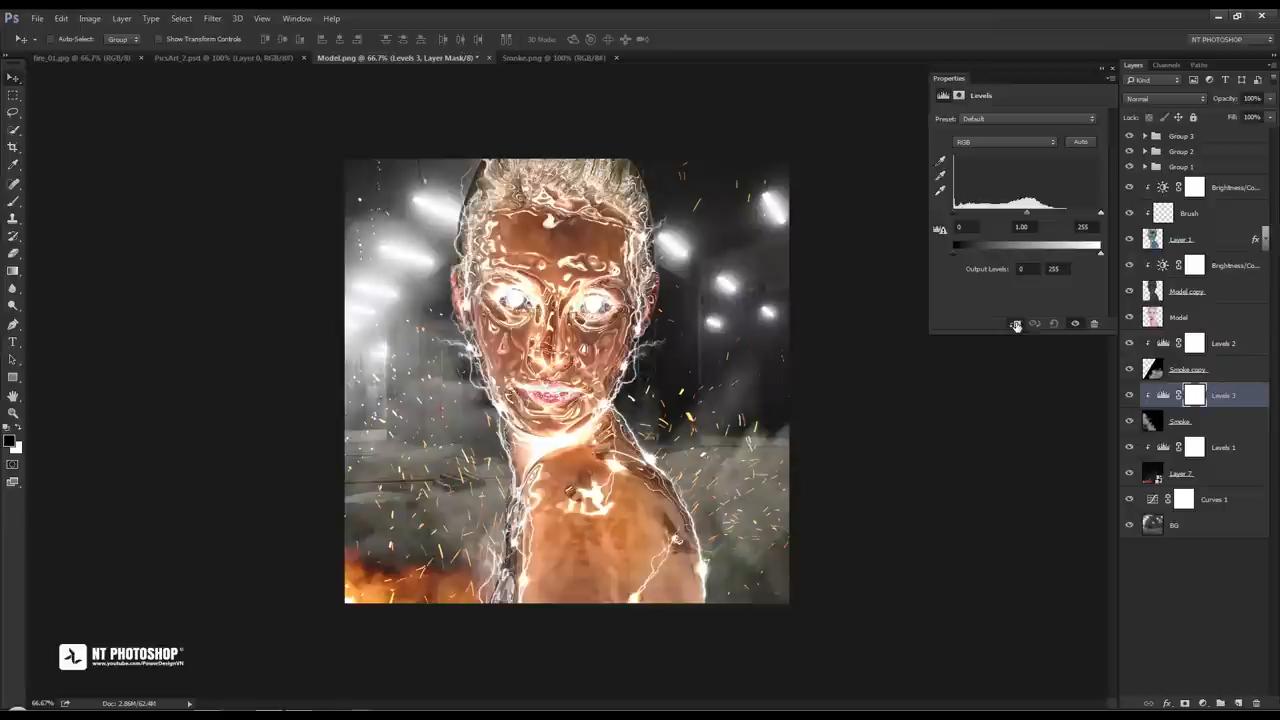 Ps File Edit Image Layer Type Select Filter 3D View Window Help
Auto-Select: Group Show Transform Controls 3D Mode: NT PHOTOSHOP
fire_01.jpg @ 66.7% (RGB/8) PicsArt_2.psd @ 100% (Layer 0, RGB/8#) Model.png @ 66.7% (Levels 3, Layer Mask/8) * Smoke.png @ 100% (RGB/8#)
Properties
Levels
Preset: Default
RGB Auto
0 1.00 255
Output Levels: 0 255
Layers Channels Paths
Kind
Normal Opacity: 100%
Lock: Fill: 100%
Group 3
Group 2
Group 1
Brightness/Co...
Brush
Layer 1 fx
Brightness/Co...
Model copy
Model
Levels 2
Smoke copy
Levels 3
Smoke
Levels 1
Layer 7
Curves 1
BG
NT PHOTOSHOP
www.youtube.com/PowerDesignVN
66.67% Doc: 2.86M/62.4M